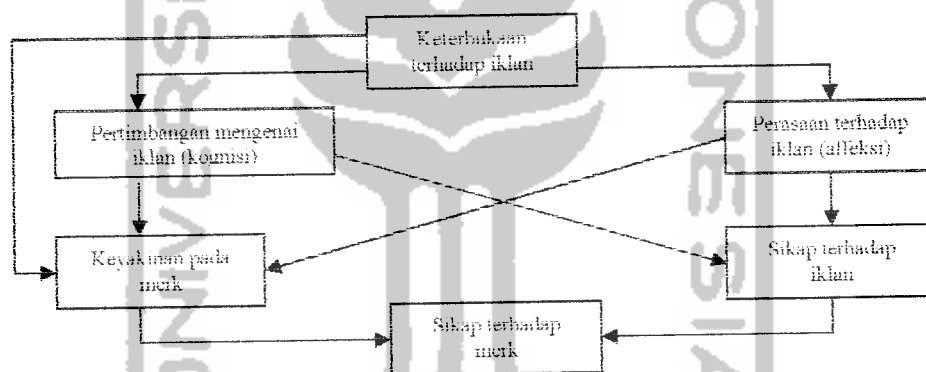 Keterbukaan
terhadap iklan
Pertimbangan mengenai
iklan (kognisi)
Perasaan terhadap
iklan (affeksi)
Keyakinan pada
merk
Sikap terhadap
iklan
Sikap terhadap
merk